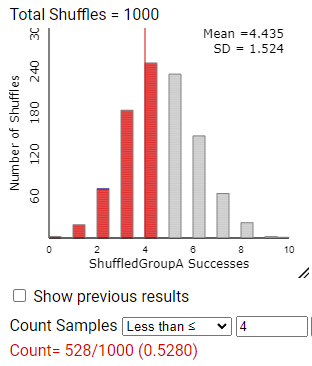 Total Shuffles = 1000
Mean =4.435
SD = 1.524
Number of Shuffles
60
120
180
240
0
2
4
6
8
10
ShuffledGroupA Successes
Show previous results
Count Samples Less than ≤ 4
Count= 528/1000 (0.5280)